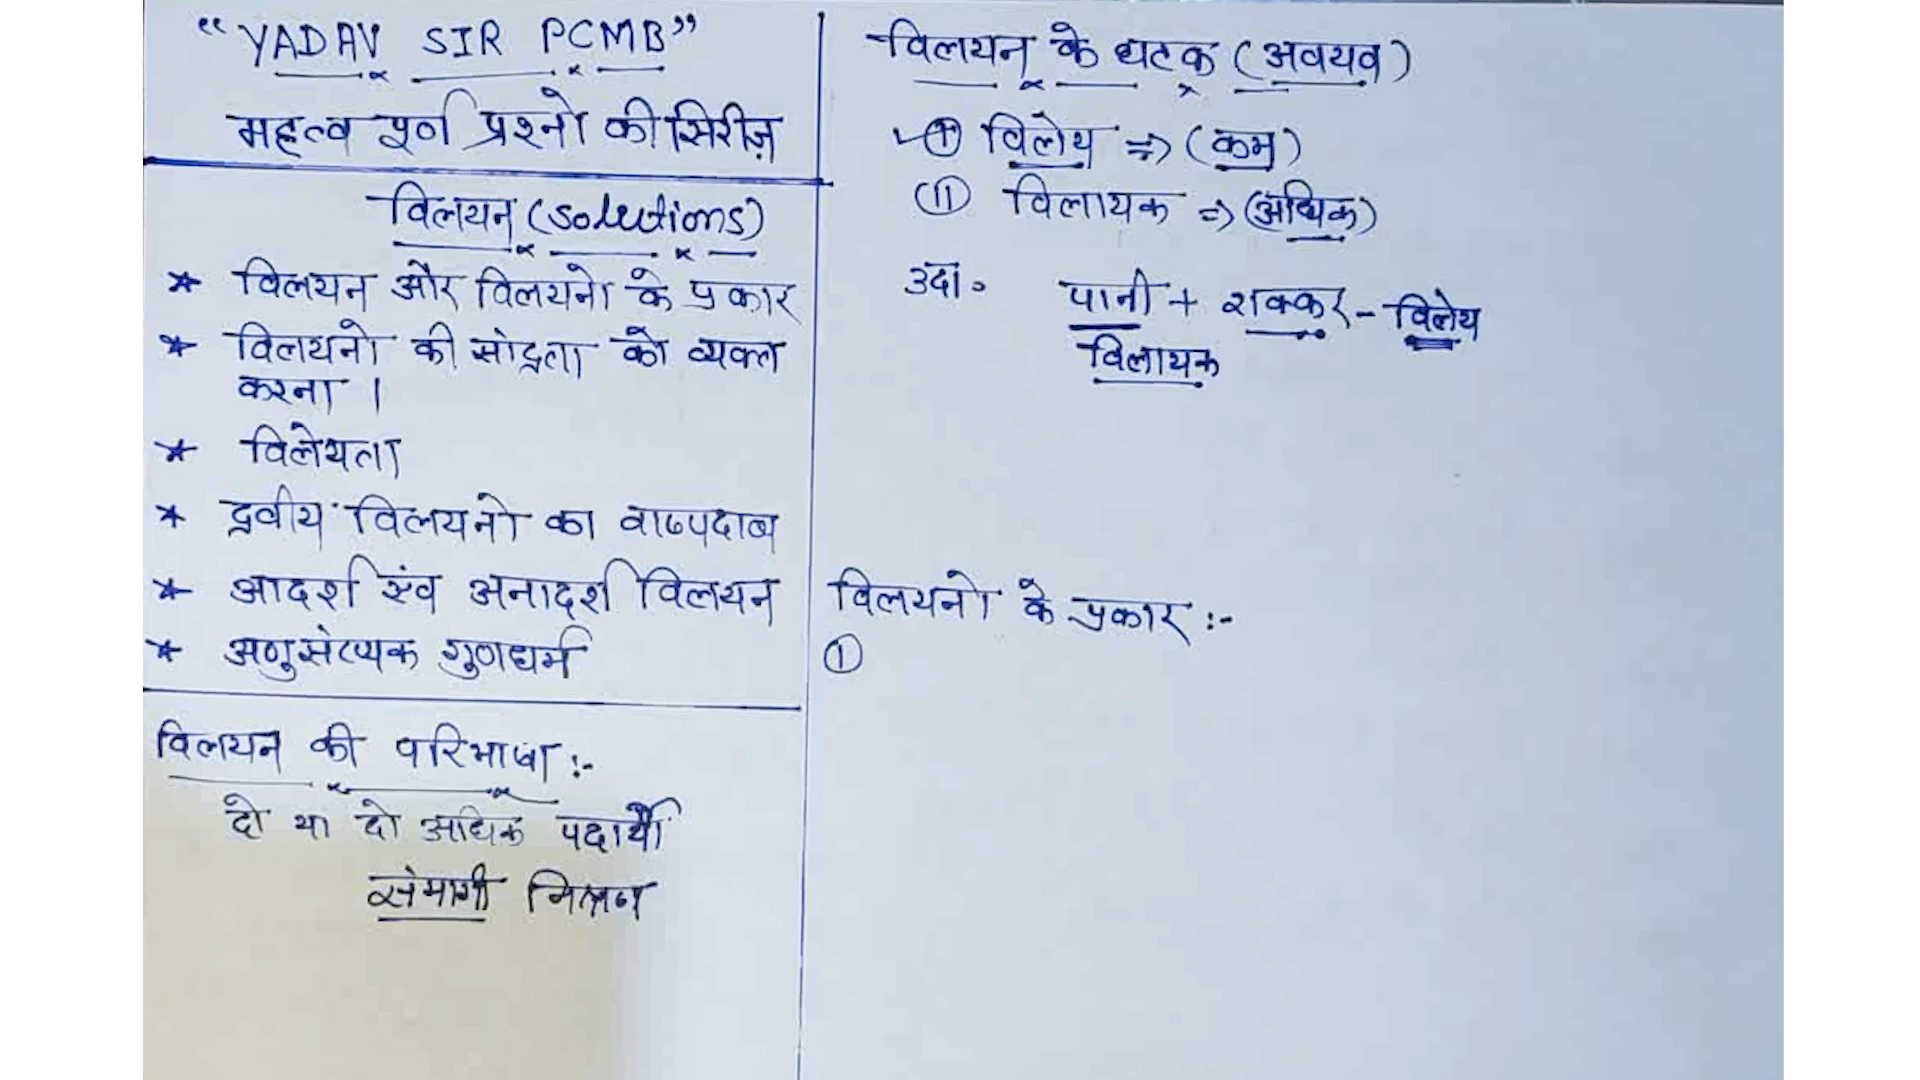 “YADAV SIR PCMB”
महत्व पूर्ण प्रश्नो की सिरीज़
विलयन (Solutions)
★ विलयन और विलयनो के प्रकार
★ विलयनो की सांद्रता को व्यक्त
करना ।
★ विलेयता
★ द्रवीय विलयनो का वाष्पदाब
★ आदर्श एंव अनादर्श विलयन
★ अणुसंख्यक गुणधर्म
विलयन की परिभाषा :-
दो या दो अधिक पदार्थों
संमागी मिश्रण
विलयन के घटक (अवयव)
(I) विलेय => (कम)
(II) विलायक => (अधिक)
उदा० पानी + शक्कर - विलेय
विलायक
विलयनो के प्रकार :-
①